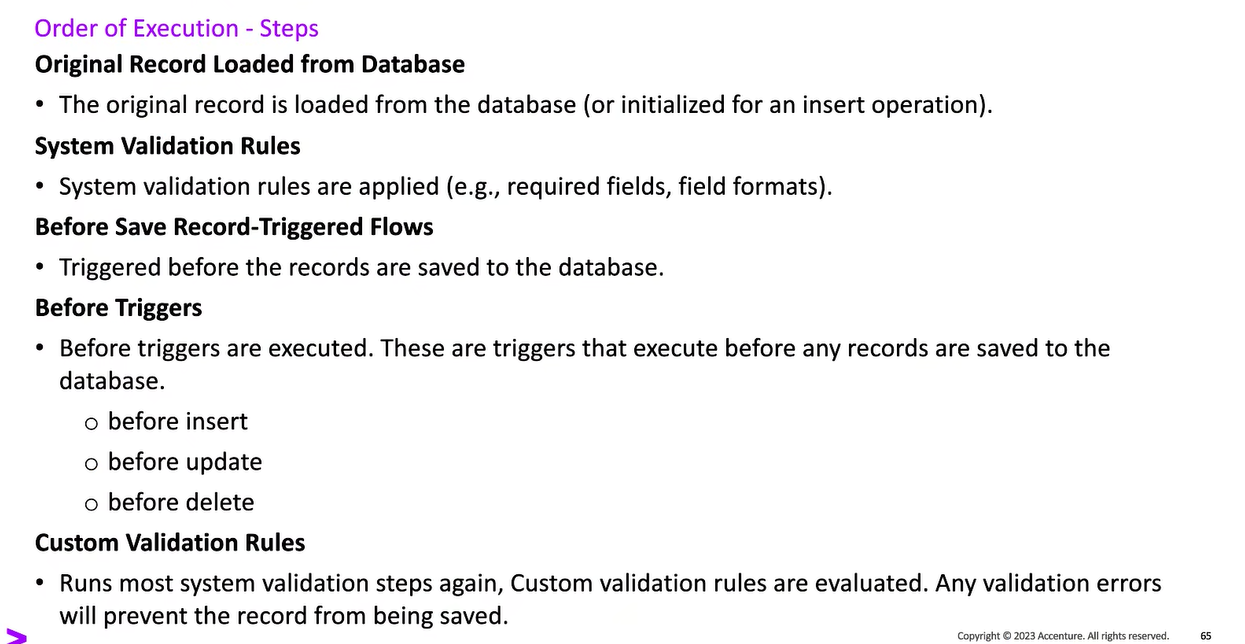 Order of Execution - Steps
Original Record Loaded from Database
• The original record is loaded from the database (or initialized for an insert operation).
System Validation Rules
• System validation rules are applied (e.g., required fields, field formats).
Before Save Record-Triggered Flows
• Triggered before the records are saved to the database.
Before Triggers
• Before triggers are executed. These are triggers that execute before any records are saved to the
database.
o before insert
o before update
o before delete
Custom Validation Rules
• Runs most system validation steps again, Custom validation rules are evaluated. Any validation errors
will prevent the record from being saved.
Copyright © 2023 Accenture. All rights reserved. 65